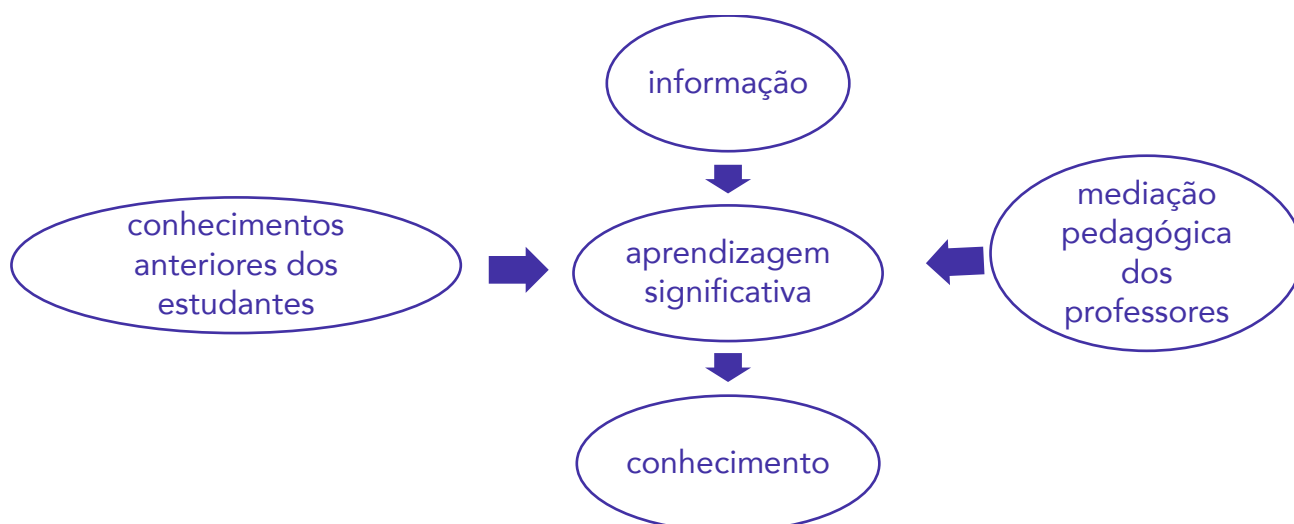 informação
conhecimentos
anteriores dos
estudantes
aprendizagem
significativa
mediação
pedagógica
dos
professores
conhecimento